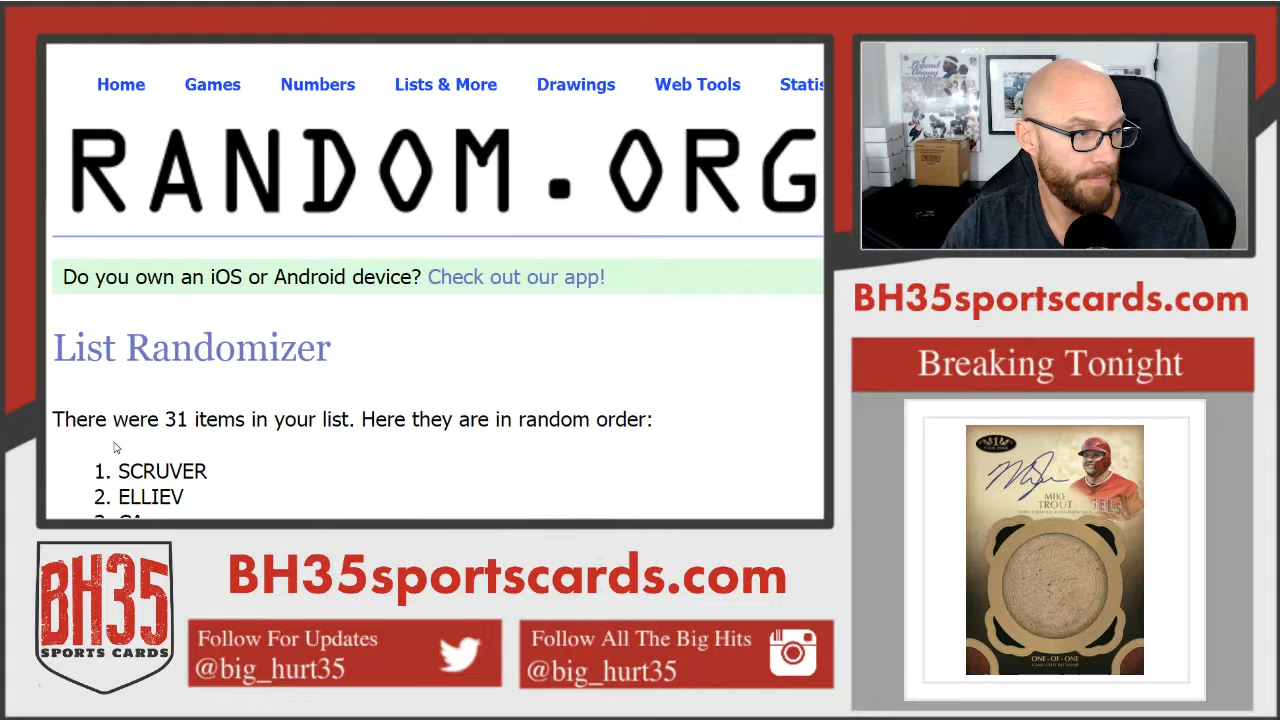 Home Games Numbers Lists & More Drawings Web Tools Statis
RANDOM.ORG
Do you own an iOS or Android device? Check out our app!
List Randomizer
There were 31 items in your list. Here they are in random order:
1. SCRUVER
2. ELLIEV
BH35sportscards.com
Breaking Tonight
MIKE
TROUT
ONE-OF-ONE
BH35
SPORTS CARDS
BH35sportscards.com
Follow For Updates
@big_hurt35
Follow All The Big Hits
@big_hurt35